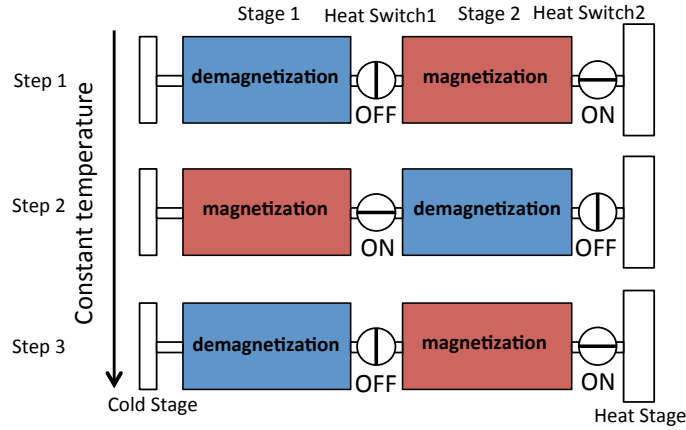 Stage 1 Heat Switch1 Stage 2 Heat Switch2
Step 1
demagnetization
magnetization
OFF
ON
Constant temperature
Step 2
magnetization
demagnetization
ON
OFF
Step 3
demagnetization
magnetization
OFF
ON
Cold Stage
Heat Stage